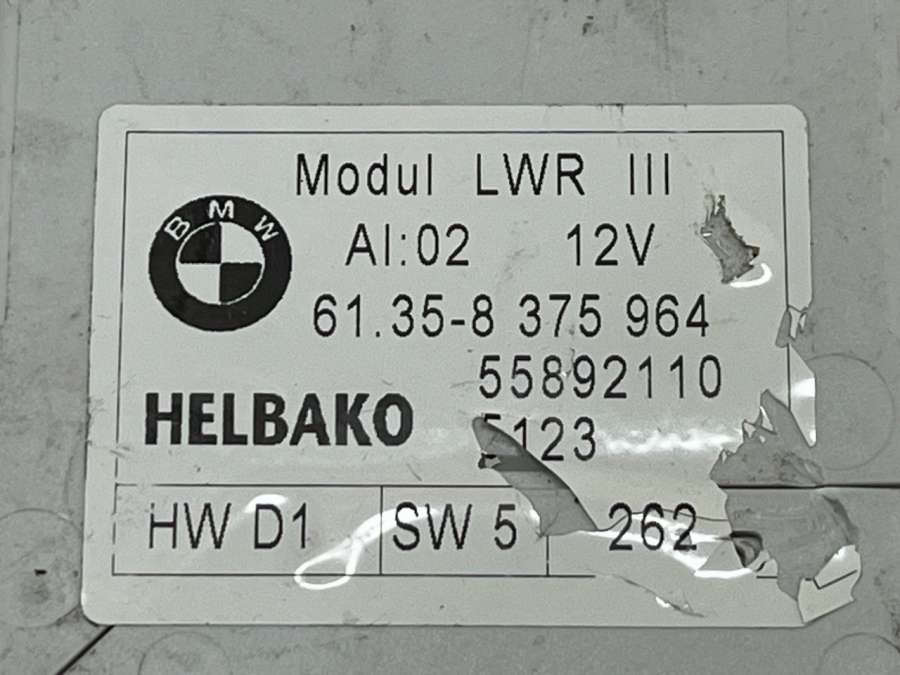 Modul LWR III
BMW
AI:02 12V
61.35-8 375 964
55892110
HELBAKO
5123
HW D1 SW 5 262